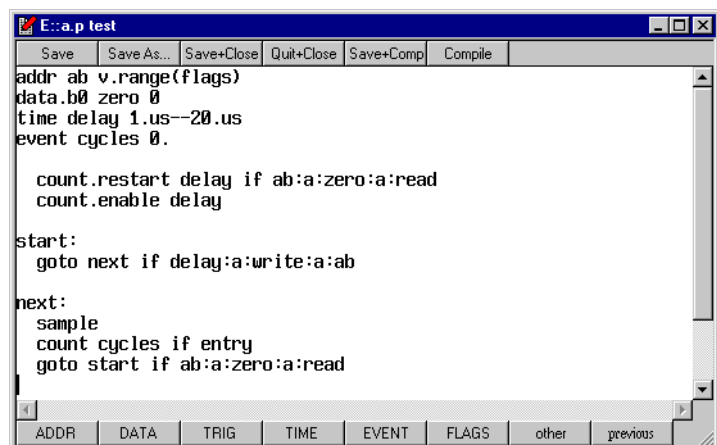 E::a.p test
Save Save As... Save+Close Quit+Close Save+Comp Compile
addr ab v.range(flags)
data.b0 zero 0
time delay 1.us--20.us
event cycles 0.
count.restart delay if ab:a:zero:a:read
count.enable delay
start:
goto next if delay:a:write:a:ab
next:
sample
count cycles if entry
goto start if ab:a:zero:a:read
ADDR DATA TRIG TIME EVENT FLAGS other previous